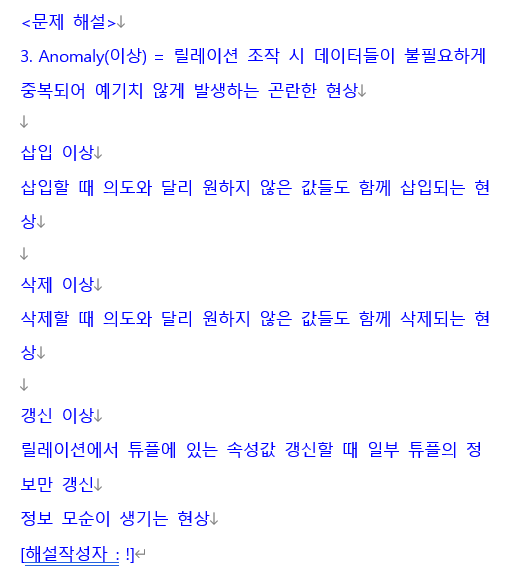 <문제 해설>↓
3. Anomaly(이상) = 릴레이션 조작 시 데이터들이 불필요하게
중복되어 예기치 않게 발생하는 곤란한 현상↓
↓
삽입 이상↓
삽입할 때 의도와 달리 원하지 않은 값들도 함께 삽입되는 현
상↓
↓
삭제 이상↓
삭제할 때 의도와 달리 원하지 않은 값들도 함께 삭제되는 현
상↓
↓
갱신 이상↓
릴레이션에서 튜플에 있는 속성값 갱신할 때 일부 튜플의 정
보만 갱신↓
정보 모순이 생기는 현상↓
[해설작성자 : !]↵